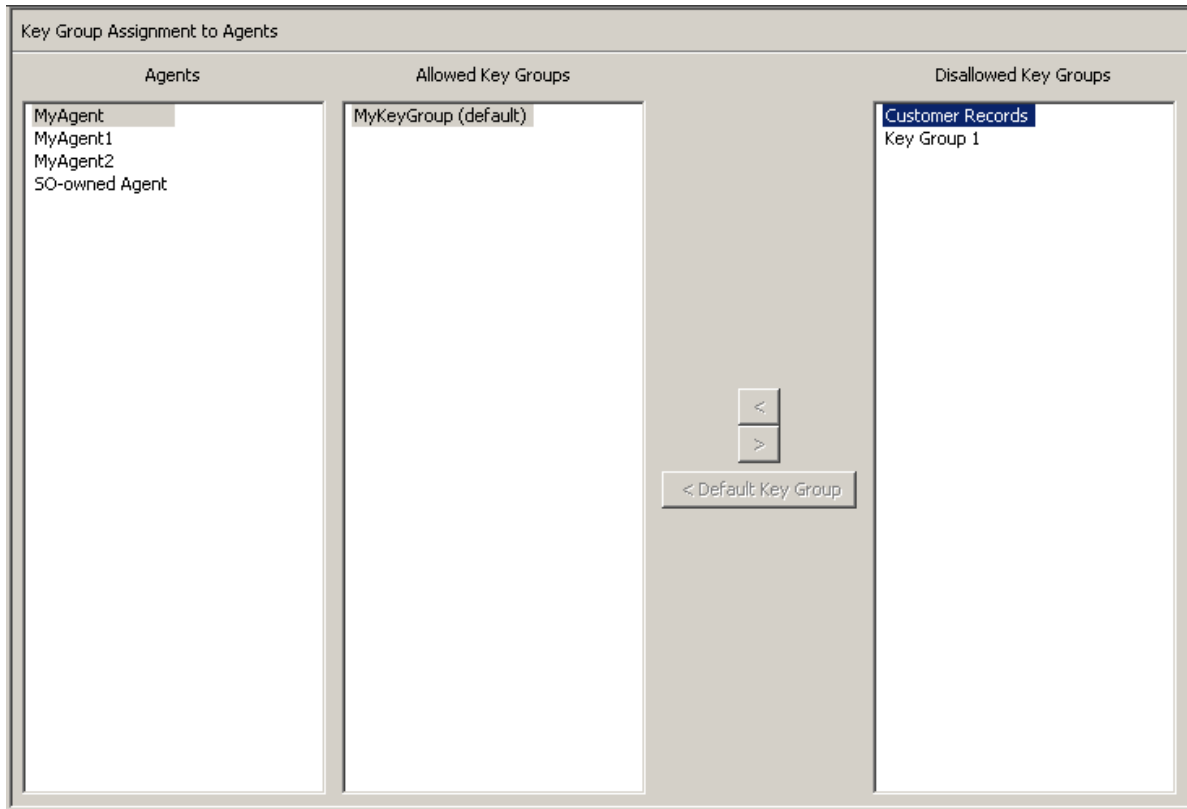 Key Group Assignment to Agents
Agents
Allowed Key Groups
Disallowed Key Groups
MyAgent
MyAgent1
MyAgent2
SO-owned Agent
MyKeyGroup (default)
<
>
< Default Key Group
Customer Records
Key Group 1